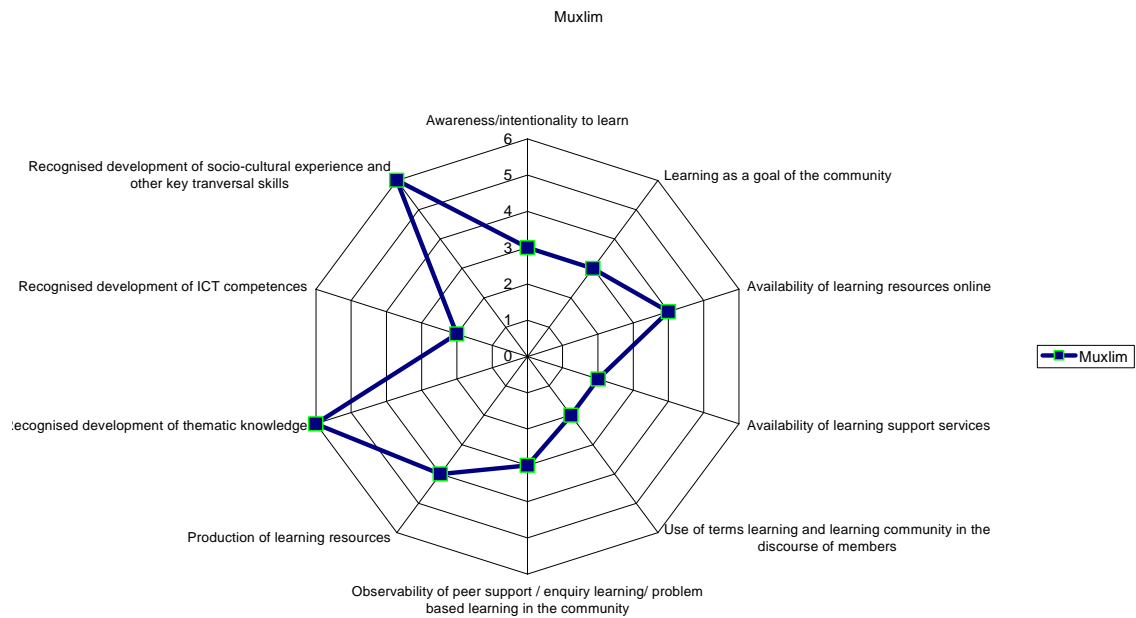 Muxlim
Awareness/intentionality to learn
Recognised development of socio-cultural experience and
other key tranversal skills
Learning as a goal of the community
Recognised development of ICT competences
Availability of learning resources online
ecognised development of thematic knowledge
Availability of learning support services
Production of learning resources
Use of terms learning and learning community in the
discourse of members
Observability of peer support / enquiry learning/ problem
based learning in the community
6
5
4
3
2
1
0
Muxlim